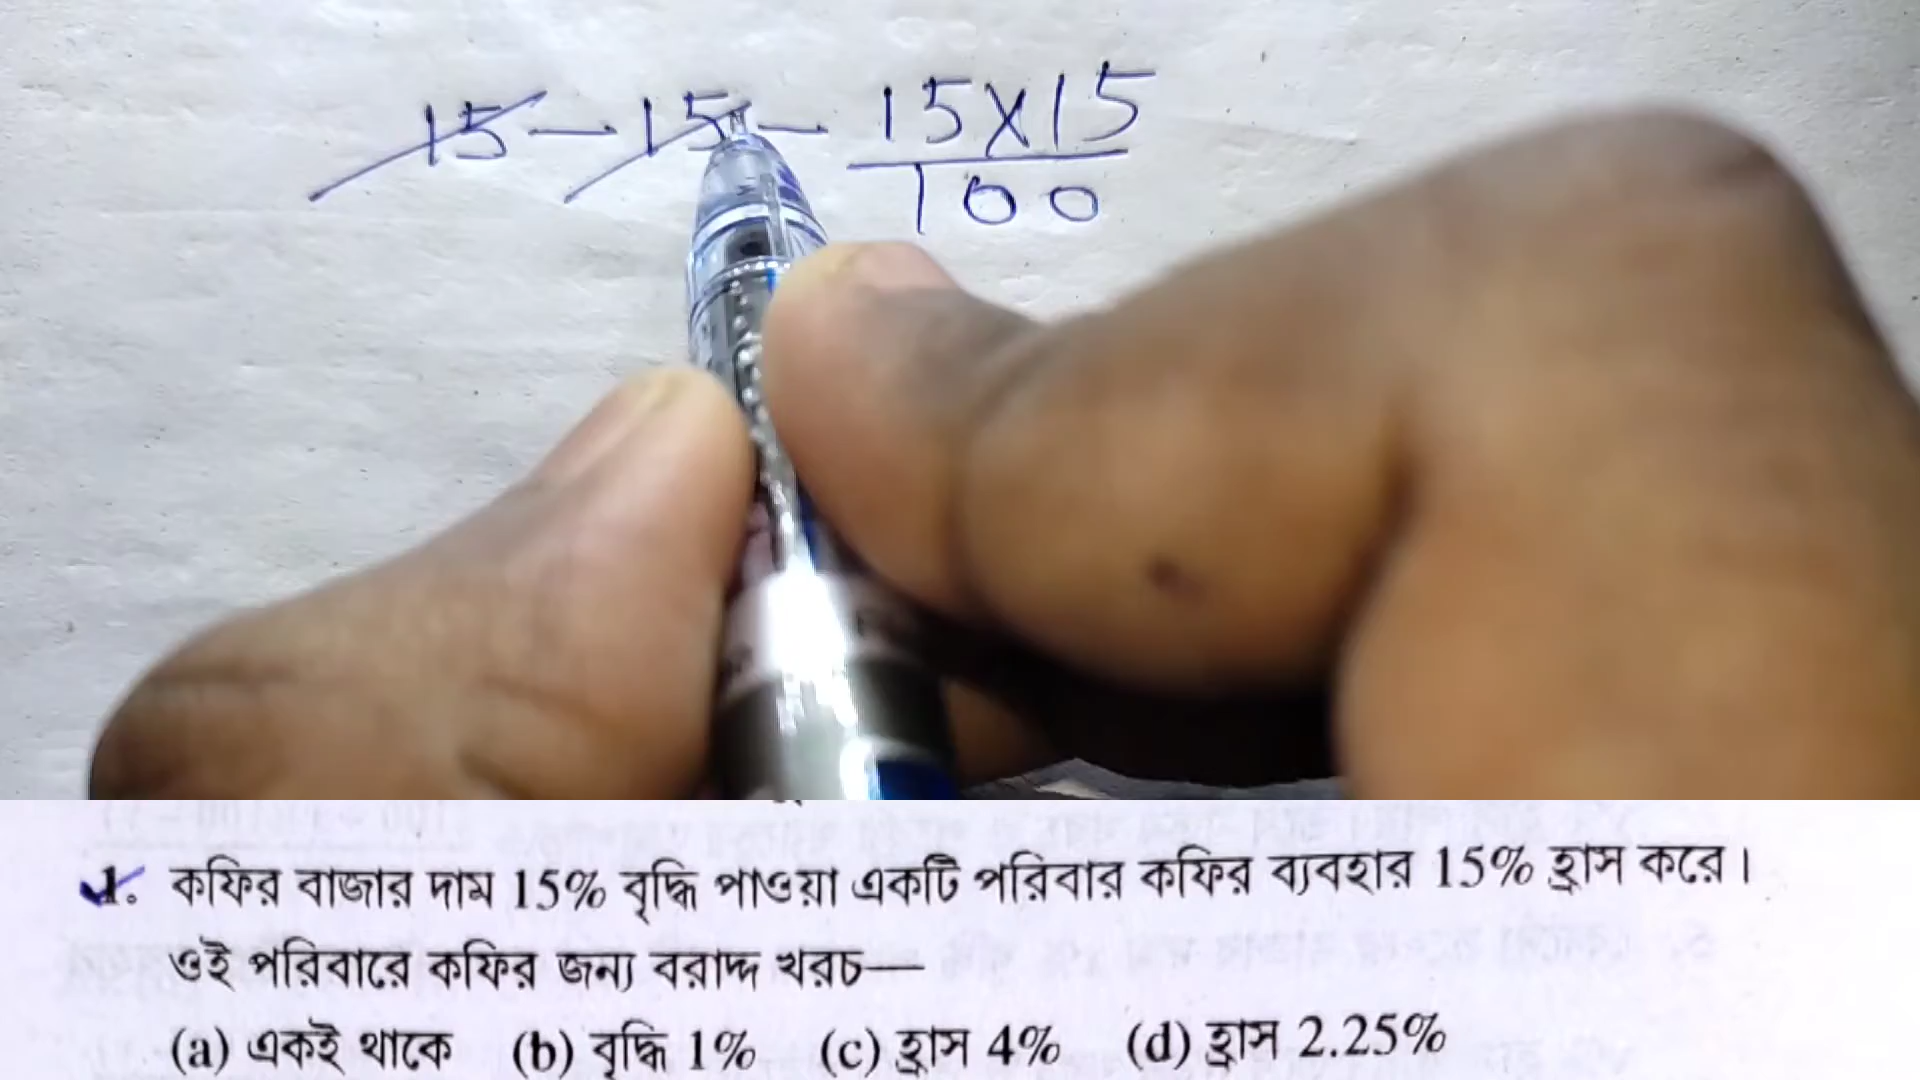 15 — 15 — 15×15
100
1. কফির বাজার দাম 15% বৃদ্ধি পাওয়া একটি পরিবার কফির ব্যবহার 15% হ্রাস করে।
ওই পরিবারে কফির জন্য বরাদ্দ খরচ—
(a) একই থাকে (b) বৃদ্ধি 1% (c) হ্রাস 4% (d) হ্রাস 2.25%